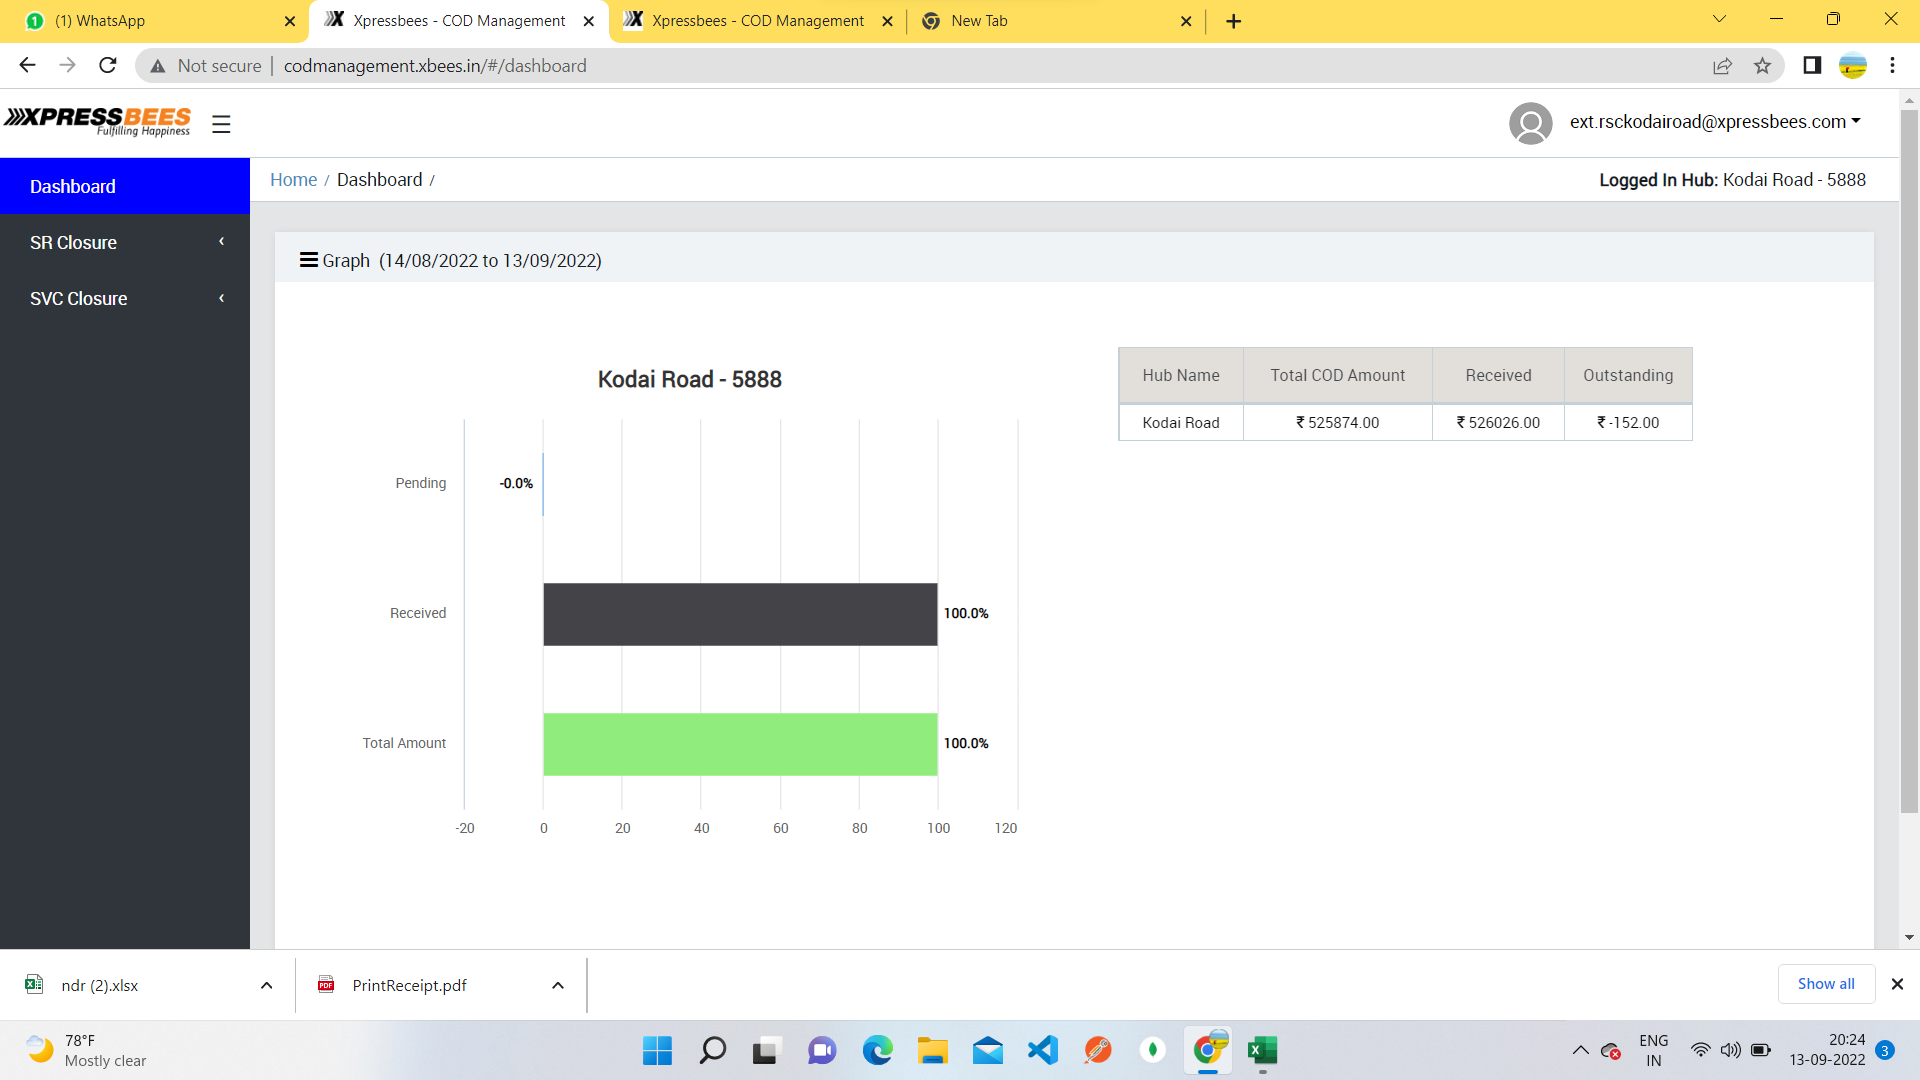 (1) WhatsApp
Xpressbees - COD Management
Xpressbees - COD Management
New Tab
Not secure
codmanagement.xbees.in/#/dashboard
XPRESSBEES
Fulfilling Happiness
ext.rsckodairoad@xpressbees.com
Dashboard
SR Closure
SVC Closure
Home / Dashboard /
Logged In Hub: Kodai Road - 5888
Graph (14/08/2022 to 13/09/2022)
Kodai Road - 5888
Pending
-0.0%
Received
100.0%
Total Amount
100.0%
-20 0 20 40 60 80 100 120
Hub Name Total COD Amount Received Outstanding
Kodai Road ₹ 525874.00 ₹ 526026.00 ₹ -152.00
ndr (2).xlsx
PDF
PrintReceipt.pdf
Show all
78°F
Mostly clear
ENG
IN
20:24
13-09-2022
3